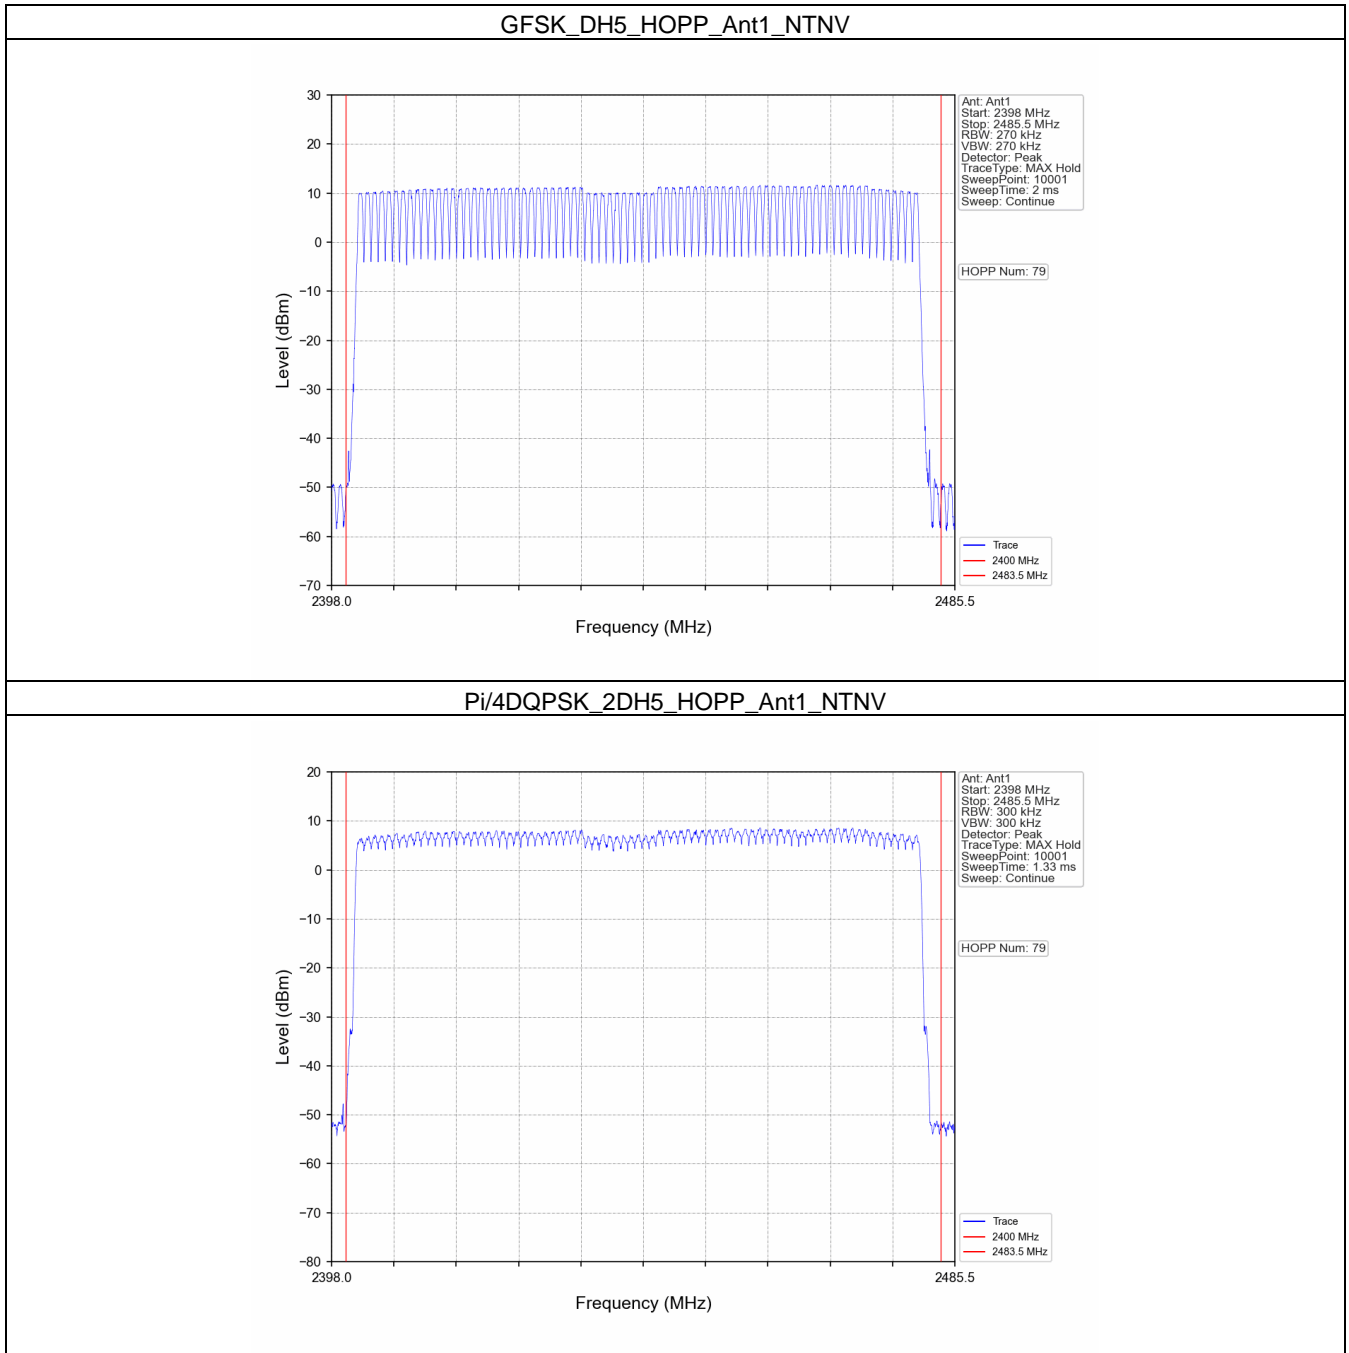 GFSK_DH5_HOPP_Ant1_NTNV
30
20
10
0
−10
−20
−30
−40
−50
−60
−70
Level (dBm)
2398.0
2485.5
Frequency (MHz)
Ant: Ant1
Start: 2398 MHz
Stop: 2485.5 MHz
RBW: 270 kHz
VBW: 270 kHz
Detector: Peak
TraceType: MAX Hold
SweepPoint: 10001
SweepTime: 2 ms
Sweep: Continue
HOPP Num: 79
Trace
2400 MHz
2483.5 MHz
Pi/4DQPSK_2DH5_HOPP_Ant1_NTNV
20
10
0
−10
−20
−30
−40
−50
−60
−70
−80
Level (dBm)
2398.0
2485.5
Frequency (MHz)
Ant: Ant1
Start: 2398 MHz
Stop: 2485.5 MHz
RBW: 300 kHz
VBW: 300 kHz
Detector: Peak
TraceType: MAX Hold
SweepPoint: 10001
SweepTime: 1.33 ms
Sweep: Continue
HOPP Num: 79
Trace
2400 MHz
2483.5 MHz